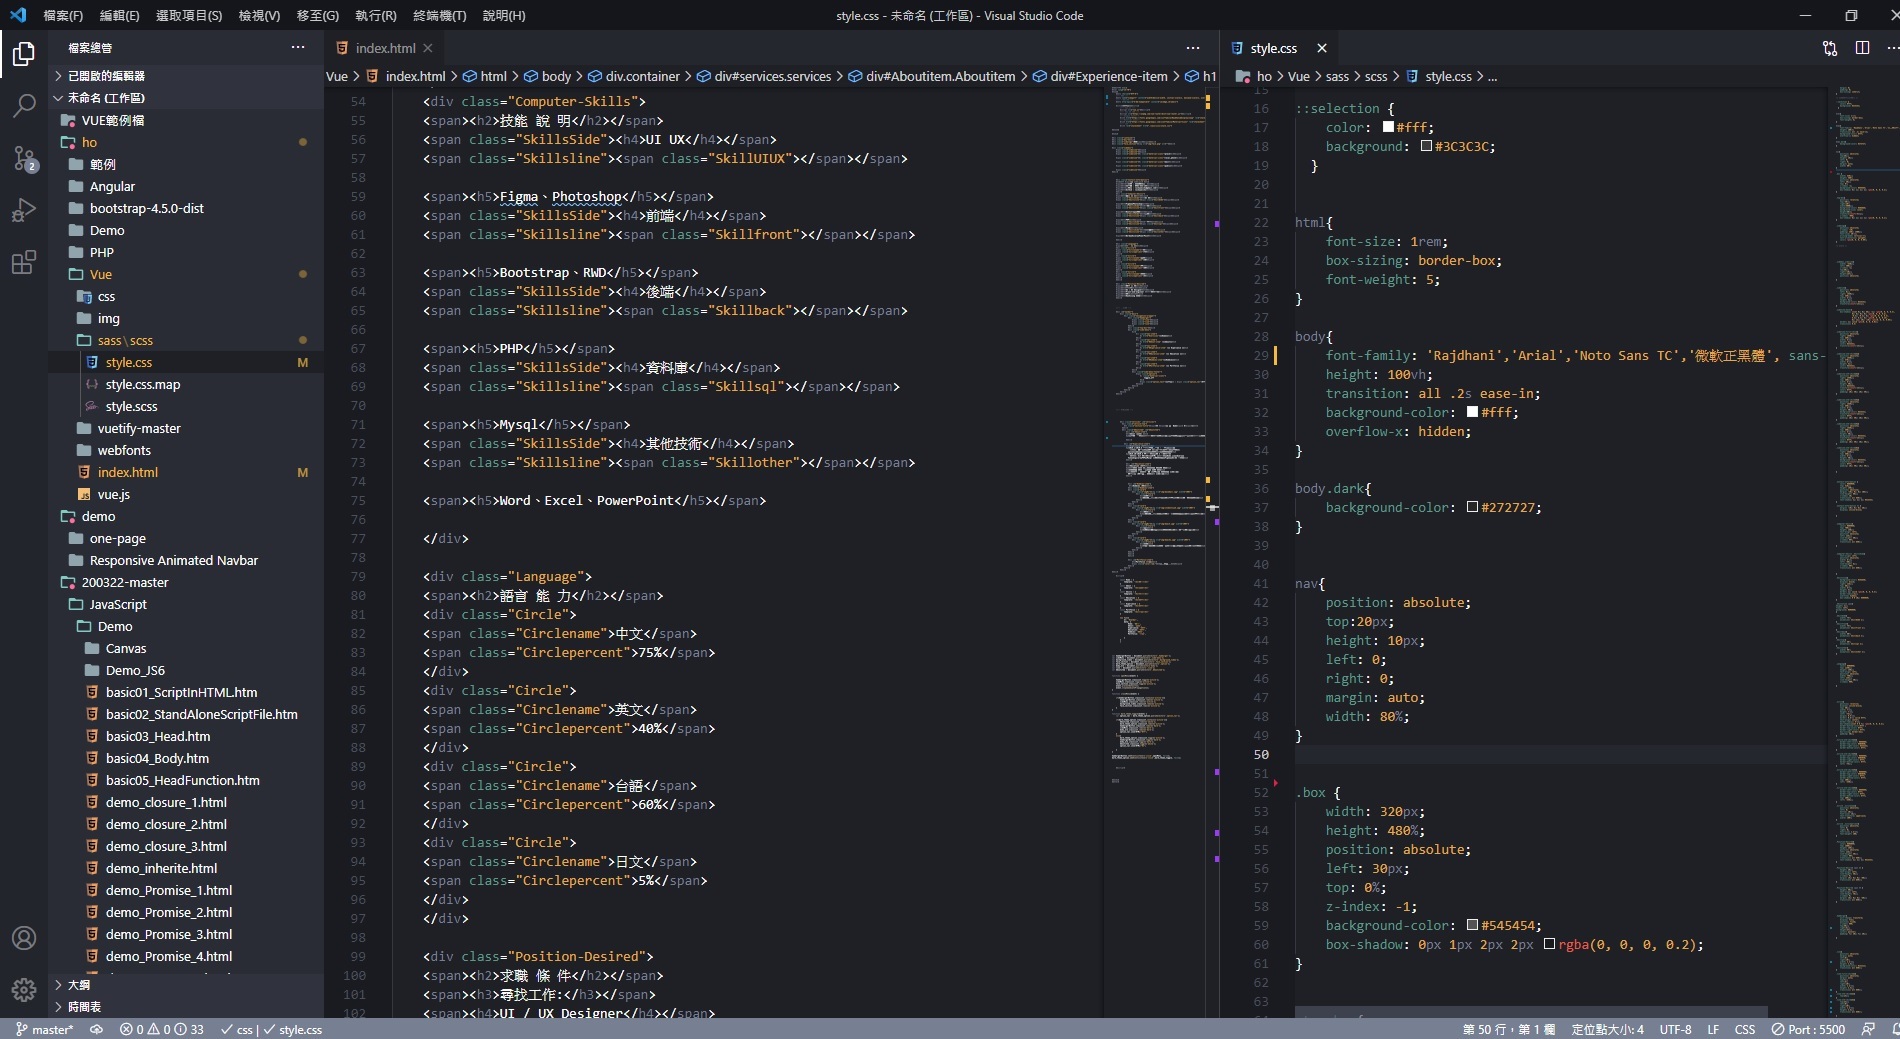 檔案(F) 編輯(E) 選取項目(S) 檢視(V) 移至(G) 執行(R) 終端機(T) 說明(H)
style.css - 未命名 (工作區) - Visual Studio Code
檔案總管
已開啟的編輯器
未命名 (工作區)
VUE範例檔
ho
範例
Angular
bootstrap-4.5.0-dist
Demo
PHP
Vue
css
img
sass\scss
style.css M
style.css.map
style.scss
vuetify-master
webfonts
index.html M
vue.js
demo
one-page
Responsive Animated Navbar
200322-master
JavaScript
Demo
Canvas
Demo_JS6
basic01_ScriptInHTML.htm
basic02_StandAloneScriptFile.htm
basic03_Head.htm
basic04_Body.htm
basic05_HeadFunction.htm
demo_closure_1.html
demo_closure_2.html
demo_closure_3.html
demo_inherite.html
demo_Promise_1.html
demo_Promise_2.html
demo_Promise_3.html
demo_Promise_4.html
大綱
時間表
2
index.html
Vue > index.html > html > body > div.container > div#services.services > div#Aboutitem.Aboutitem > div#Experience-item > h1
54 <div class="Computer-Skills">
55 <span><h2>技能 說 明</h2></span>
56 <span class="SkillsSide"><h4>UI UX</h4></span>
57 <span class="Skillsline"><span class="SkillUIUX"></span></span>
58
59 <span><h5>Figma、Photoshop</h5></span>
60 <span class="SkillsSide"><h4>前端</h4></span>
61 <span class="Skillsline"><span class="Skillfront"></span></span>
62
63 <span><h5>Bootstrap、RWD</h5></span>
64 <span class="SkillsSide"><h4>後端</h4></span>
65 <span class="Skillsline"><span class="Skillback"></span></span>
66
67 <span><h5>PHP</h5></span>
68 <span class="SkillsSide"><h4>資料庫</h4></span>
69 <span class="Skillsline"><span class="Skillsql"></span></span>
70
71 <span><h5>Mysql</h5></span>
72 <span class="SkillsSide"><h4>其他技術</h4></span>
73 <span class="Skillsline"><span class="Skillother"></span></span>
74
75 <span><h5>Word、Excel、PowerPoint</h5></span>
76
77 </div>
78
79 <div class="Language">
80 <span><h2>語言 能 力</h2></span>
81 <div class="Circle">
82 <span class="Circlename">中文</span>
83 <span class="Circlepercent">75%</span>
84 </div>
85 <div class="Circle">
86 <span class="Circlename">英文</span>
87 <span class="Circlepercent">40%</span>
88 </div>
89 <div class="Circle">
90 <span class="Circlename">台語</span>
91 <span class="Circlepercent">60%</span>
92 </div>
93 <div class="Circle">
94 <span class="Circlename">日文</span>
95 <span class="Circlepercent">5%</span>
96 </div>
97 </div>
98
99 <div class="Position-Desired">
100 <span><h2>求職 條 件</h2></span>
101 <span><h3>尋找工作:</h3></span>
102 <span><h4>UI / UX Designer</h4></span>
style.css
ho > Vue > sass > scss > style.css > ...
15
16 ::selection {
17 color: #fff;
18 background: #3C3C3C;
19 }
20
21
22 html{
23 font-size: 1rem;
24 box-sizing: border-box;
25 font-weight: 5;
26 }
27
28 body{
29 font-family: 'Rajdhani','Arial','Noto Sans TC','微軟正黑體', sans-
30 height: 100vh;
31 transition: all .2s ease-in;
32 background-color: #fff;
33 overflow-x: hidden;
34 }
35
36 body.dark{
37 background-color: #272727;
38 }
39
40
41 nav{
42 position: absolute;
43 top:20px;
44 height: 10px;
45 left: 0;
46 right: 0;
47 margin: auto;
48 width: 80%;
49 }
50
51
52 .box {
53 width: 320px;
54 height: 480%;
55 position: absolute;
56 left: 30px;
57 top: 0%;
58 z-index: -1;
59 background-color: #545454;
60 box-shadow: 0px 1px 2px 2px rgba(0, 0, 0, 0.2);
61 }
62
63
master* 0 0 33 css | style.css
第 50 行，第 1 欄 定位點大小: 4 UTF-8 LF CSS Port : 5500